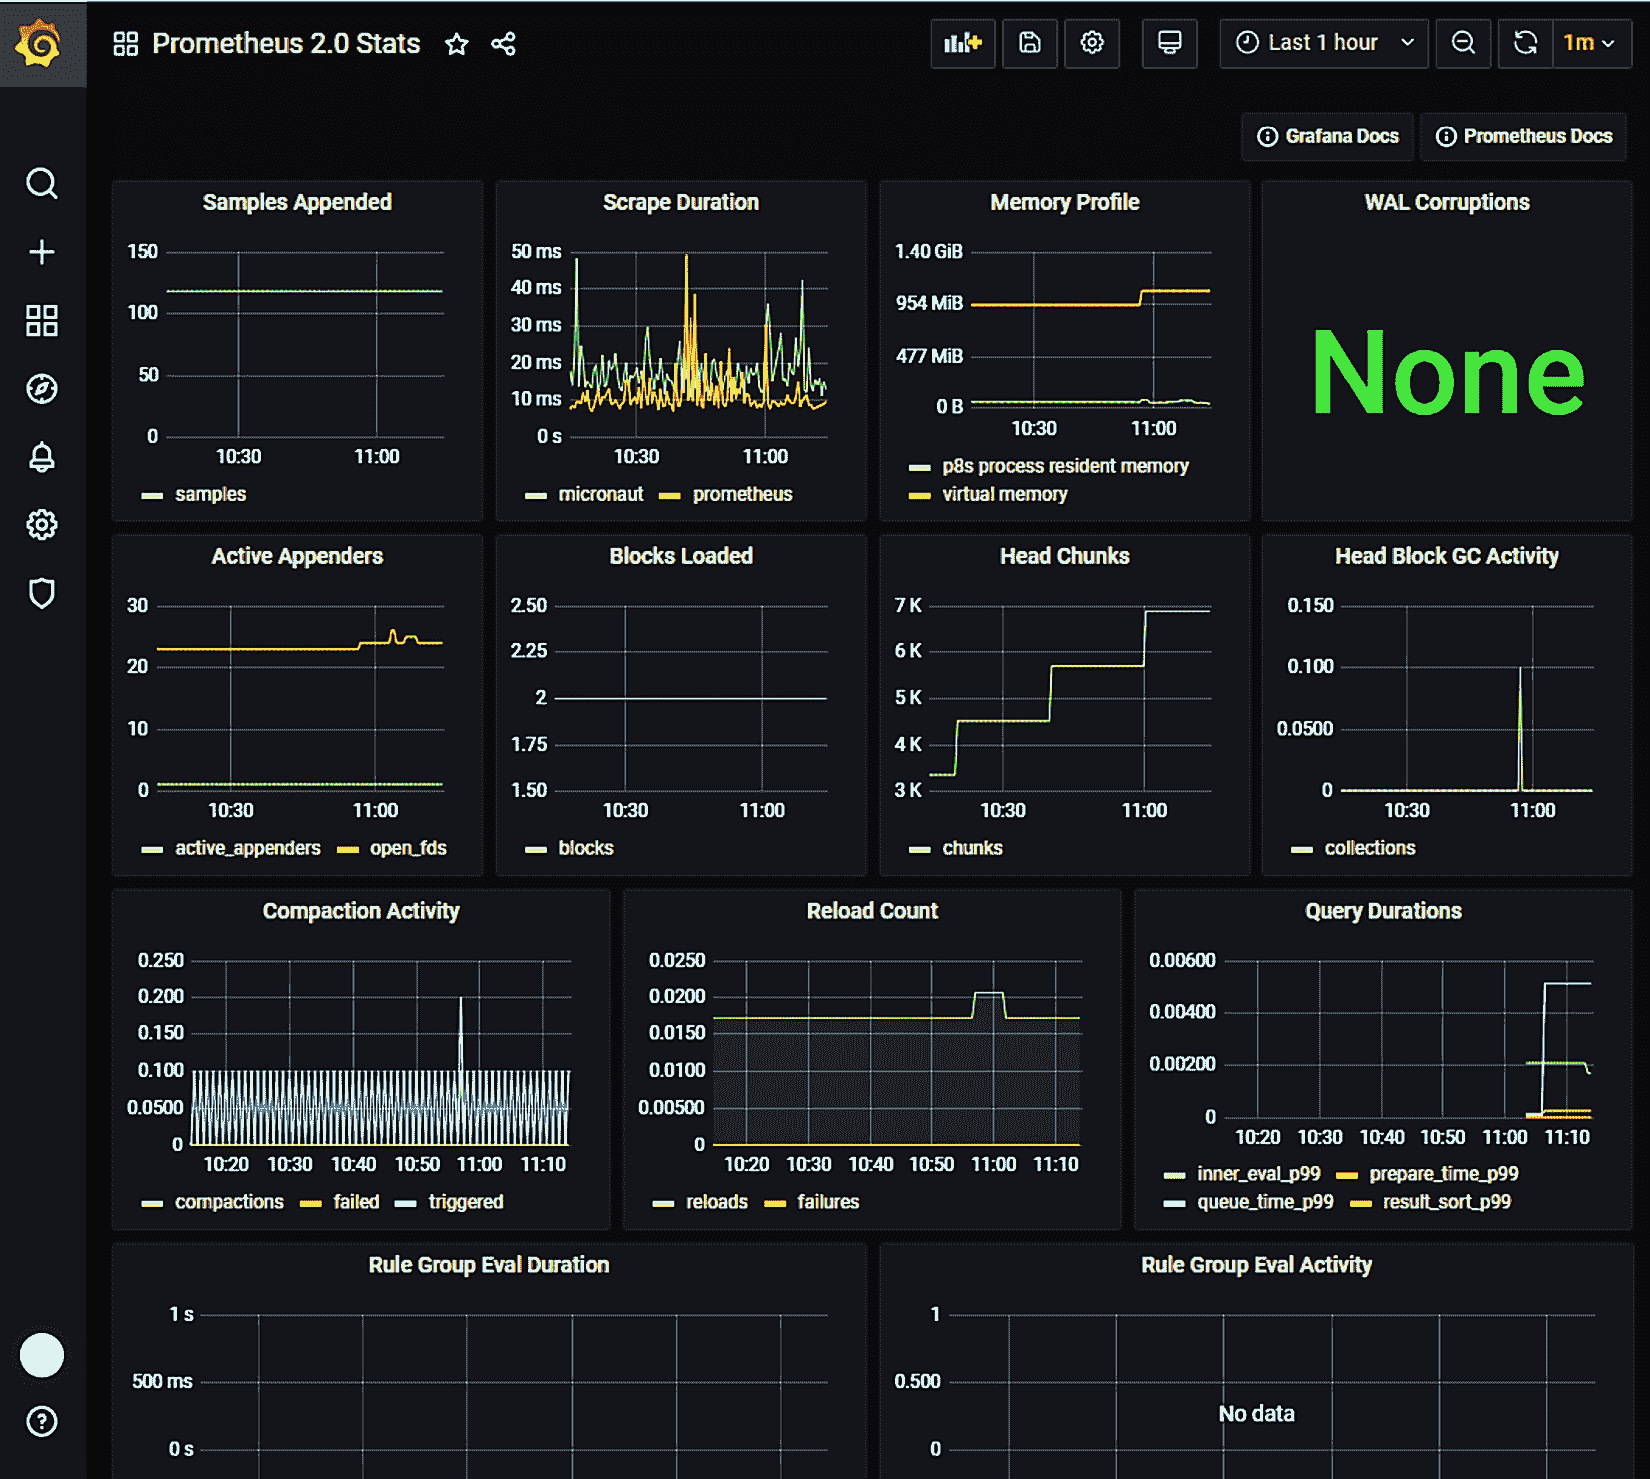 Prometheus 2.0 Stats
Last 1 hour
1m
Grafana Docs
Prometheus Docs
Samples Appended
150
100
50
0
10:30 11:00
samples
Scrape Duration
50 ms
40 ms
30 ms
20 ms
10 ms
0 s
10:30 11:00
micronaut prometheus
Memory Profile
1.40 GiB
954 MiB
477 MiB
0 B
10:30 11:00
p8s process resident memory
virtual memory
WAL Corruptions
None
Active Appenders
30
20
10
0
10:30 11:00
active_appenders open_fds
Blocks Loaded
2.50
2.25
2
1.75
1.50
10:30 11:00
blocks
Head Chunks
7 K
6 K
5 K
4 K
3 K
10:30 11:00
chunks
Head Block GC Activity
0.150
0.100
0.0500
0
10:30 11:00
collections
Compaction Activity
0.250
0.200
0.150
0.100
0.0500
0
10:20 10:30 10:40 10:50 11:00 11:10
compactions failed triggered
Reload Count
0.0250
0.0200
0.0150
0.0100
0.00500
0
10:20 10:30 10:40 10:50 11:00 11:10
reloads failures
Query Durations
0.00600
0.00400
0.00200
0
10:20 10:30 10:40 10:50 11:00 11:10
inner_eval_p99 prepare_time_p99
queue_time_p99 result_sort_p99
Rule Group Eval Duration
1 s
500 ms
0 s
Rule Group Eval Activity
1
0.500
0
No data